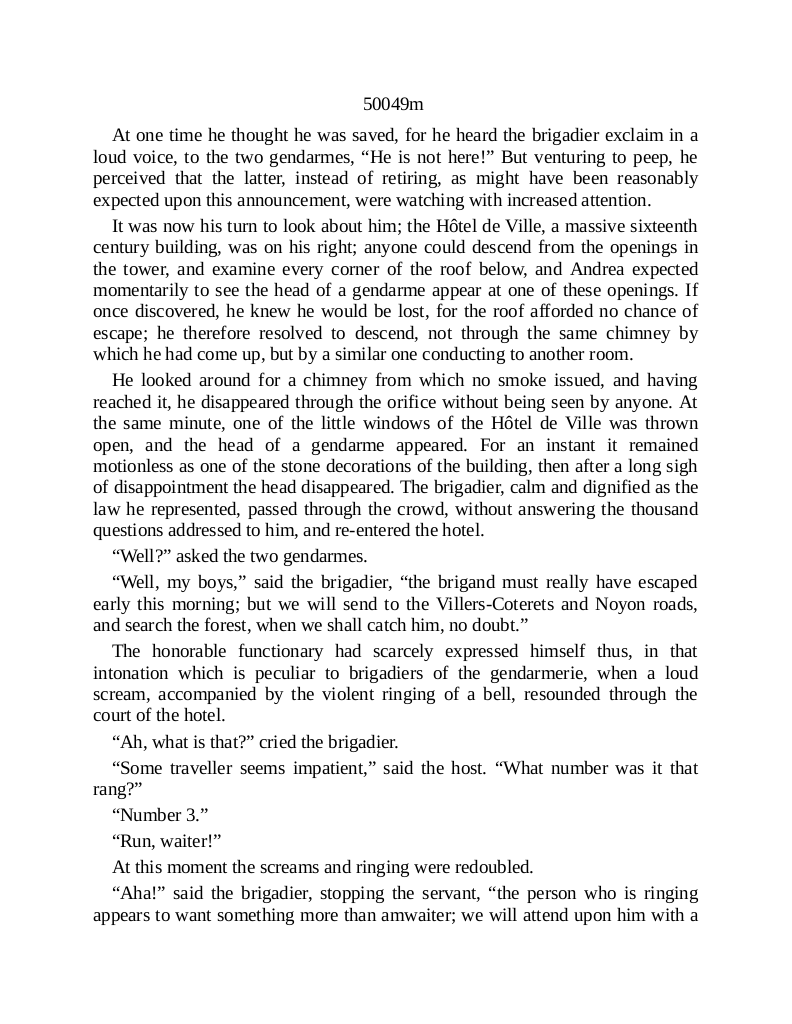 50049m
At one time he thought he was saved, for he heard the brigadier exclaim in a
loud voice, to the two gendarmes, “He is not here!” But venturing to peep, he
perceived that the latter, instead of retiring, as might have been reasonably
expected upon this announcement, were watching with increased attention.
It was now his turn to look about him; the Hôtel de Ville, a massive sixteenth
century building, was on his right; anyone could descend from the openings in
the tower, and examine every corner of the roof below, and Andrea expected
momentarily to see the head of a gendarme appear at one of these openings. If
once discovered, he knew he would be lost, for the roof afforded no chance of
escape; he therefore resolved to descend, not through the same chimney by
which he had come up, but by a similar one conducting to another room.
He looked around for a chimney from which no smoke issued, and having
reached it, he disappeared through the orifice without being seen by anyone. At
the same minute, one of the little windows of the Hôtel de Ville was thrown
open, and the head of a gendarme appeared. For an instant it remained
motionless as one of the stone decorations of the building, then after a long sigh
of disappointment the head disappeared. The brigadier, calm and dignified as the
law he represented, passed through the crowd, without answering the thousand
questions addressed to him, and re-entered the hotel.
“Well?” asked the two gendarmes.
“Well, my boys,” said the brigadier, “the brigand must really have escaped
early this morning; but we will send to the Villers-Coterets and Noyon roads,
and search the forest, when we shall catch him, no doubt.”
The honorable functionary had scarcely expressed himself thus, in that
intonation which is peculiar to brigadiers of the gendarmerie, when a loud
scream, accompanied by the violent ringing of a bell, resounded through the
court of the hotel.
“Ah, what is that?” cried the brigadier.
“Some traveller seems impatient,” said the host. “What number was it that
rang?”
“Number 3.”
“Run, waiter!”
At this moment the screams and ringing were redoubled.
“Aha!” said the brigadier, stopping the servant, “the person who is ringing
appears to want something more than amwaiter; we will attend upon him with a